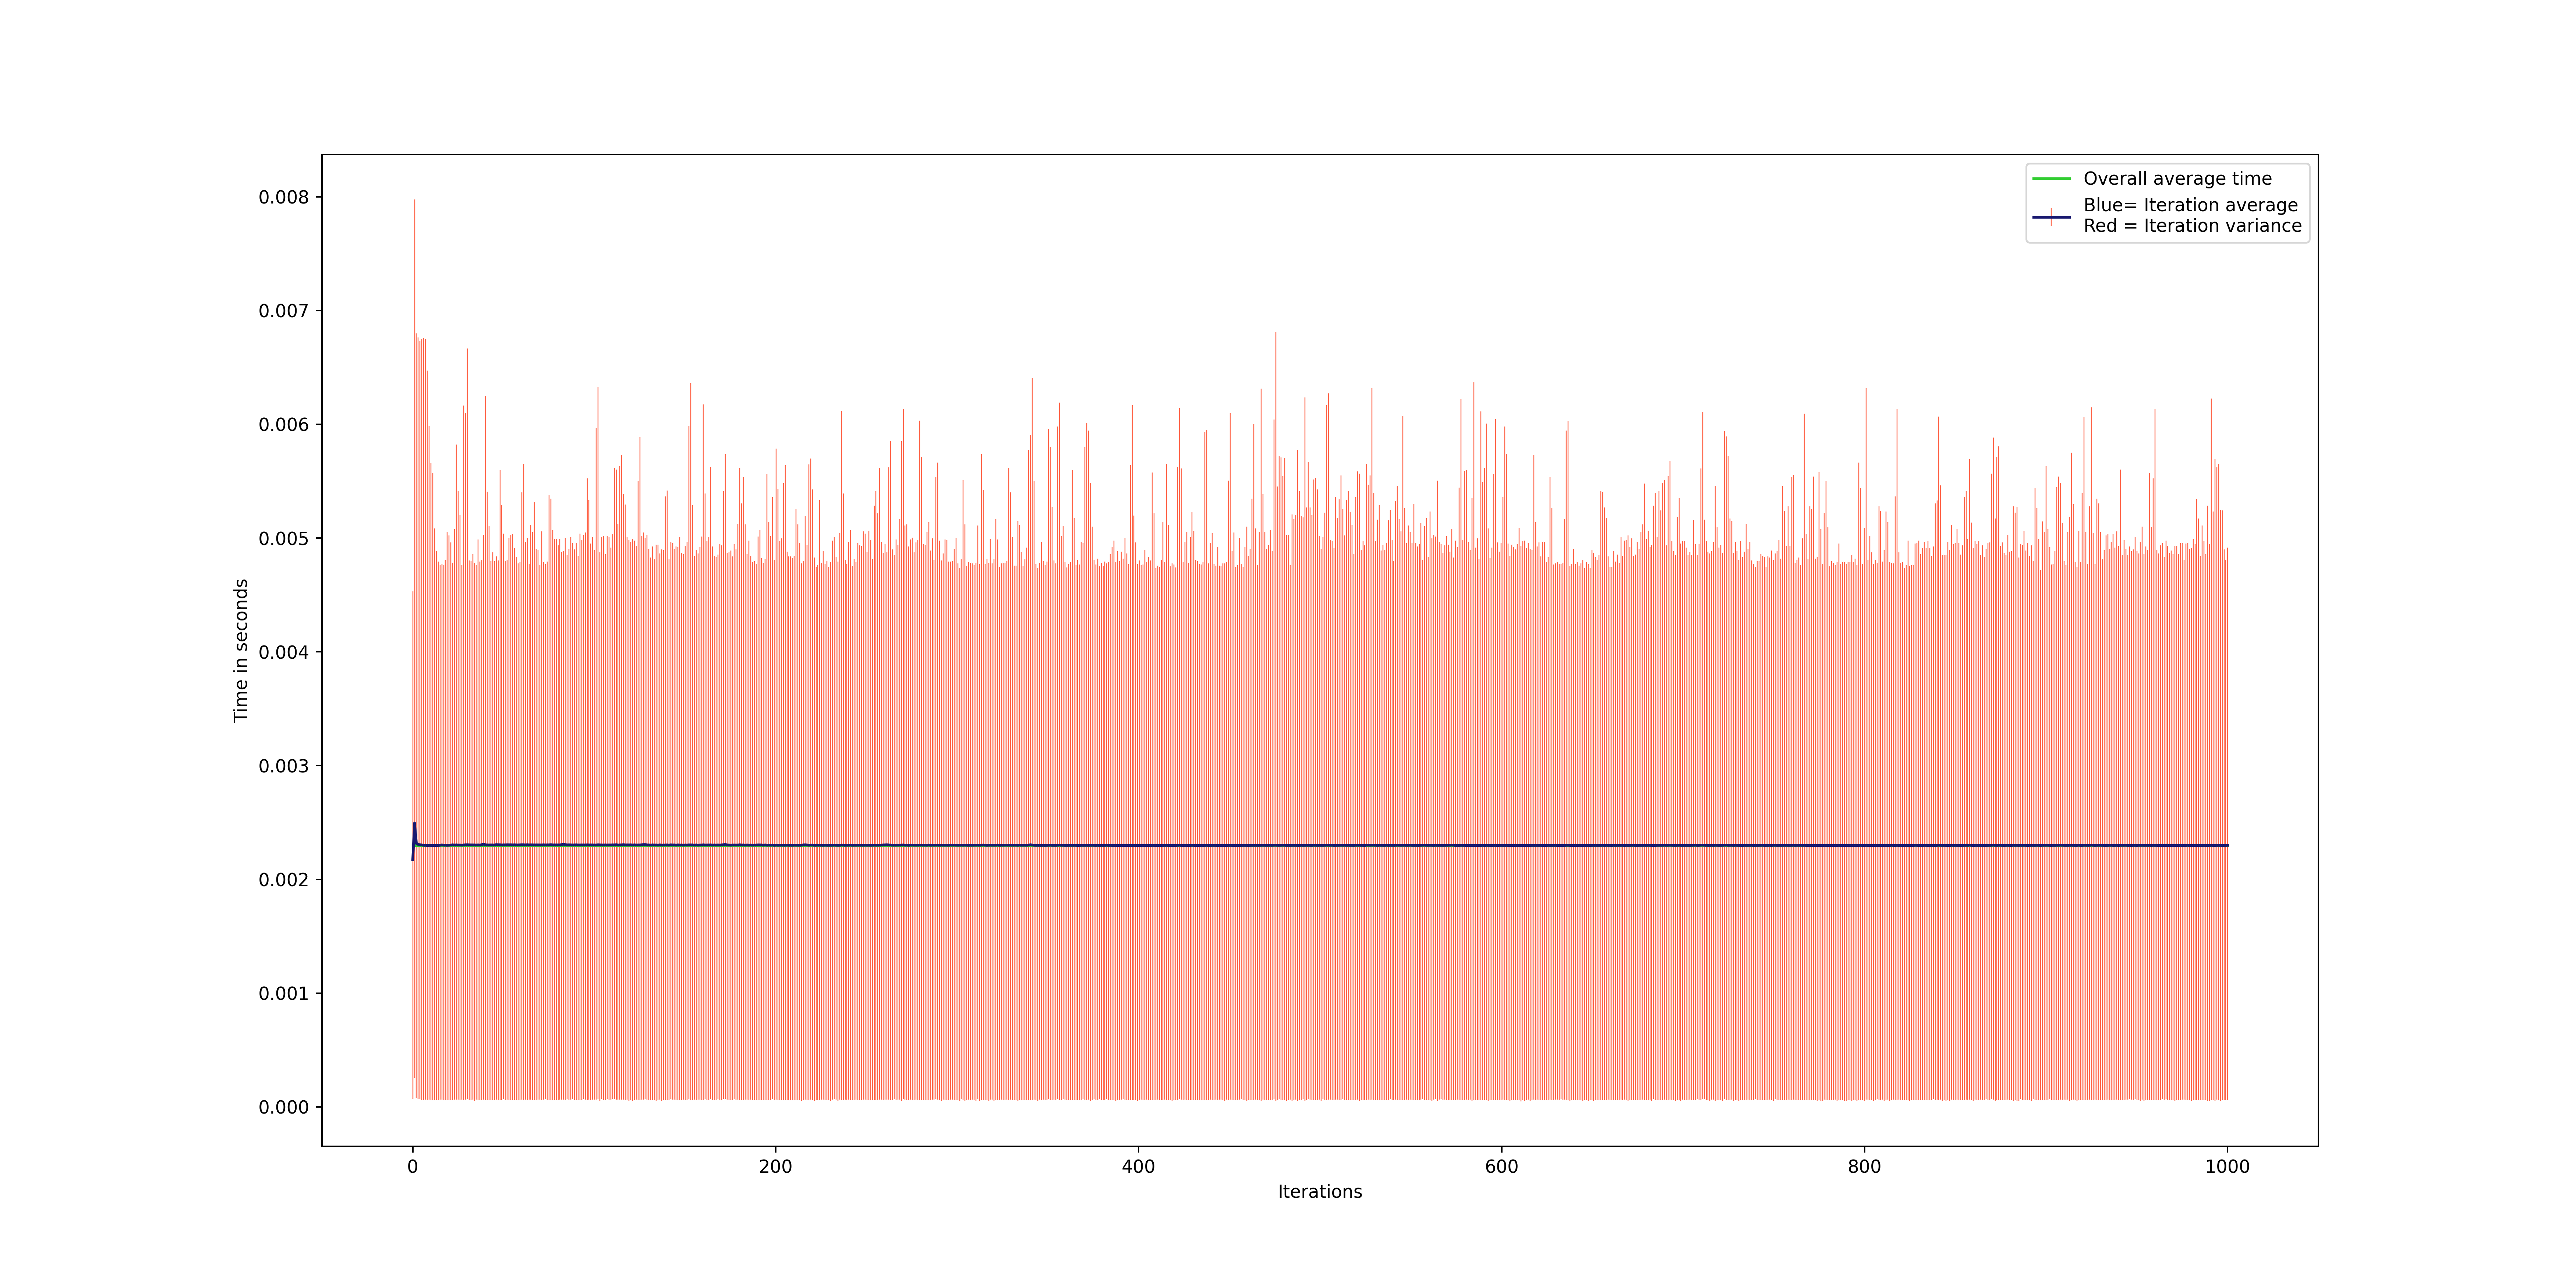 Overall average time
Blue= Iteration average
Red = Iteration variance
0.008
0.007
0.006
0.005
0.004
0.003
0.002
0.001
0.000
Time in seconds
0 200 400 600 800 1000
Iterations